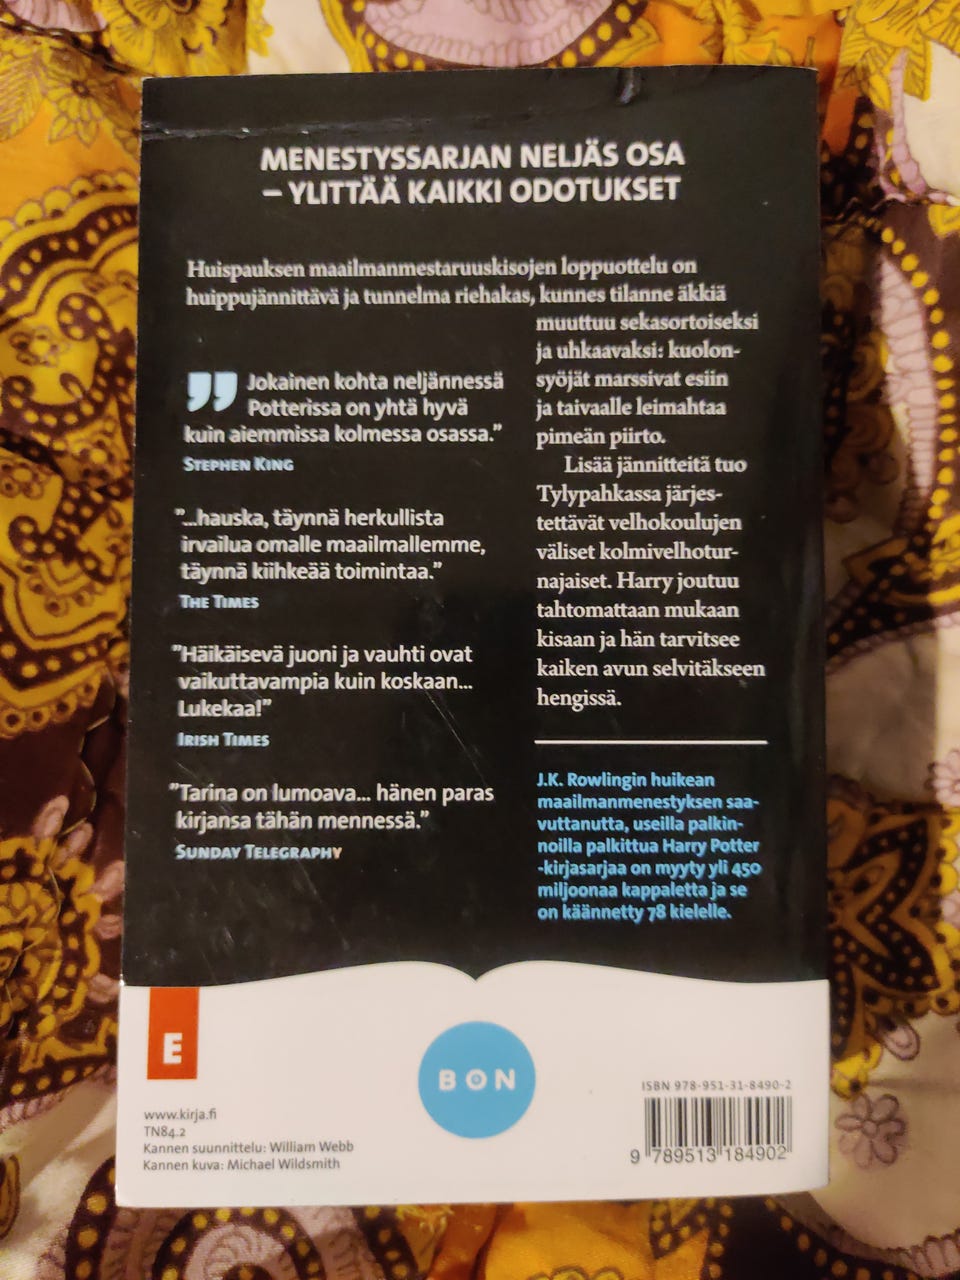 MENESTYSSARJAN NELJÄS OSA
– YLITTÄÄ KAIKKI ODOTUKSET
Huispauksen maailmanmestaruuskisojen loppuottelu on
huippujännittävä ja tunnelma riehakas, kunnes tilanne äkkiä
muuttuu sekasortoiseksi
ja uhkaavaksi: kuolon-
syöjät marssivat esiin
ja taivaalle leimahtaa
pimeän piirto.
Lisää jännitteitä tuo
Tylypahkassa järjes-
tettävät velhokoulujen
väliset kolmivelhotur-
najaiset. Harry joutuu
tahtomattaan mukaan
kisaan ja hän tarvitsee
kaiken avun selvitäkseen
hengissä.
” Jokainen kohta neljännessä
Potterissa on yhtä hyvä
kuin aiemmissa kolmessa osassa.”
STEPHEN KING
”...hauska, täynnä herkullista
irvailua omalle maailmallemme,
täynnä kiihkeää toimintaa.”
THE TIMES
”Häikäisevä juoni ja vauhti ovat
vaikuttavampia kuin koskaan...
Lukekaa!”
IRISH TIMES
”Tarina on lumoava... hänen paras
kirjansa tähän mennessä.”
SUNDAY TELEGRAPHY
J.K. Rowlingin huikean
maailmanmenestyksen saa-
vuttanutta, useilla palkin-
noilla palkittua Harry Potter
-kirjasarjaa on myyty yli 450
miljoonaa kappaletta ja se
on käännetty 78 kielelle.
E
BON
www.kirja.fi
TN84.2
Kannen suunnittelu: William Webb
Kannen kuva: Michael Wildsmith
ISBN 978-951-31-8490-2
9 789513 184902